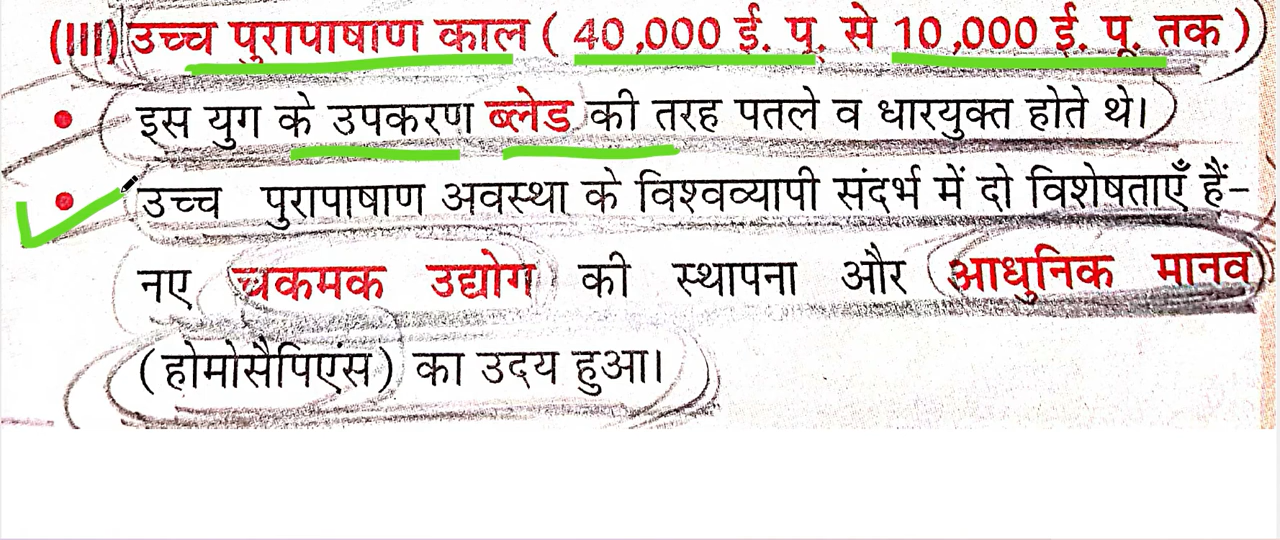 (III) उच्च पुरापाषाण काल ( 40,000 ई. पू. से 10,000 ई. पू. तक )
• इस युग के उपकरण ब्लेड की तरह पतले व धारयुक्त होते थे।
• उच्च पुरापाषाण अवस्था के विश्वव्यापी संदर्भ में दो विशेषताएँ हैं–
नए चकमक उद्योग की स्थापना और आधुनिक मानव
(होमोसैपिएंस) का उदय हुआ।